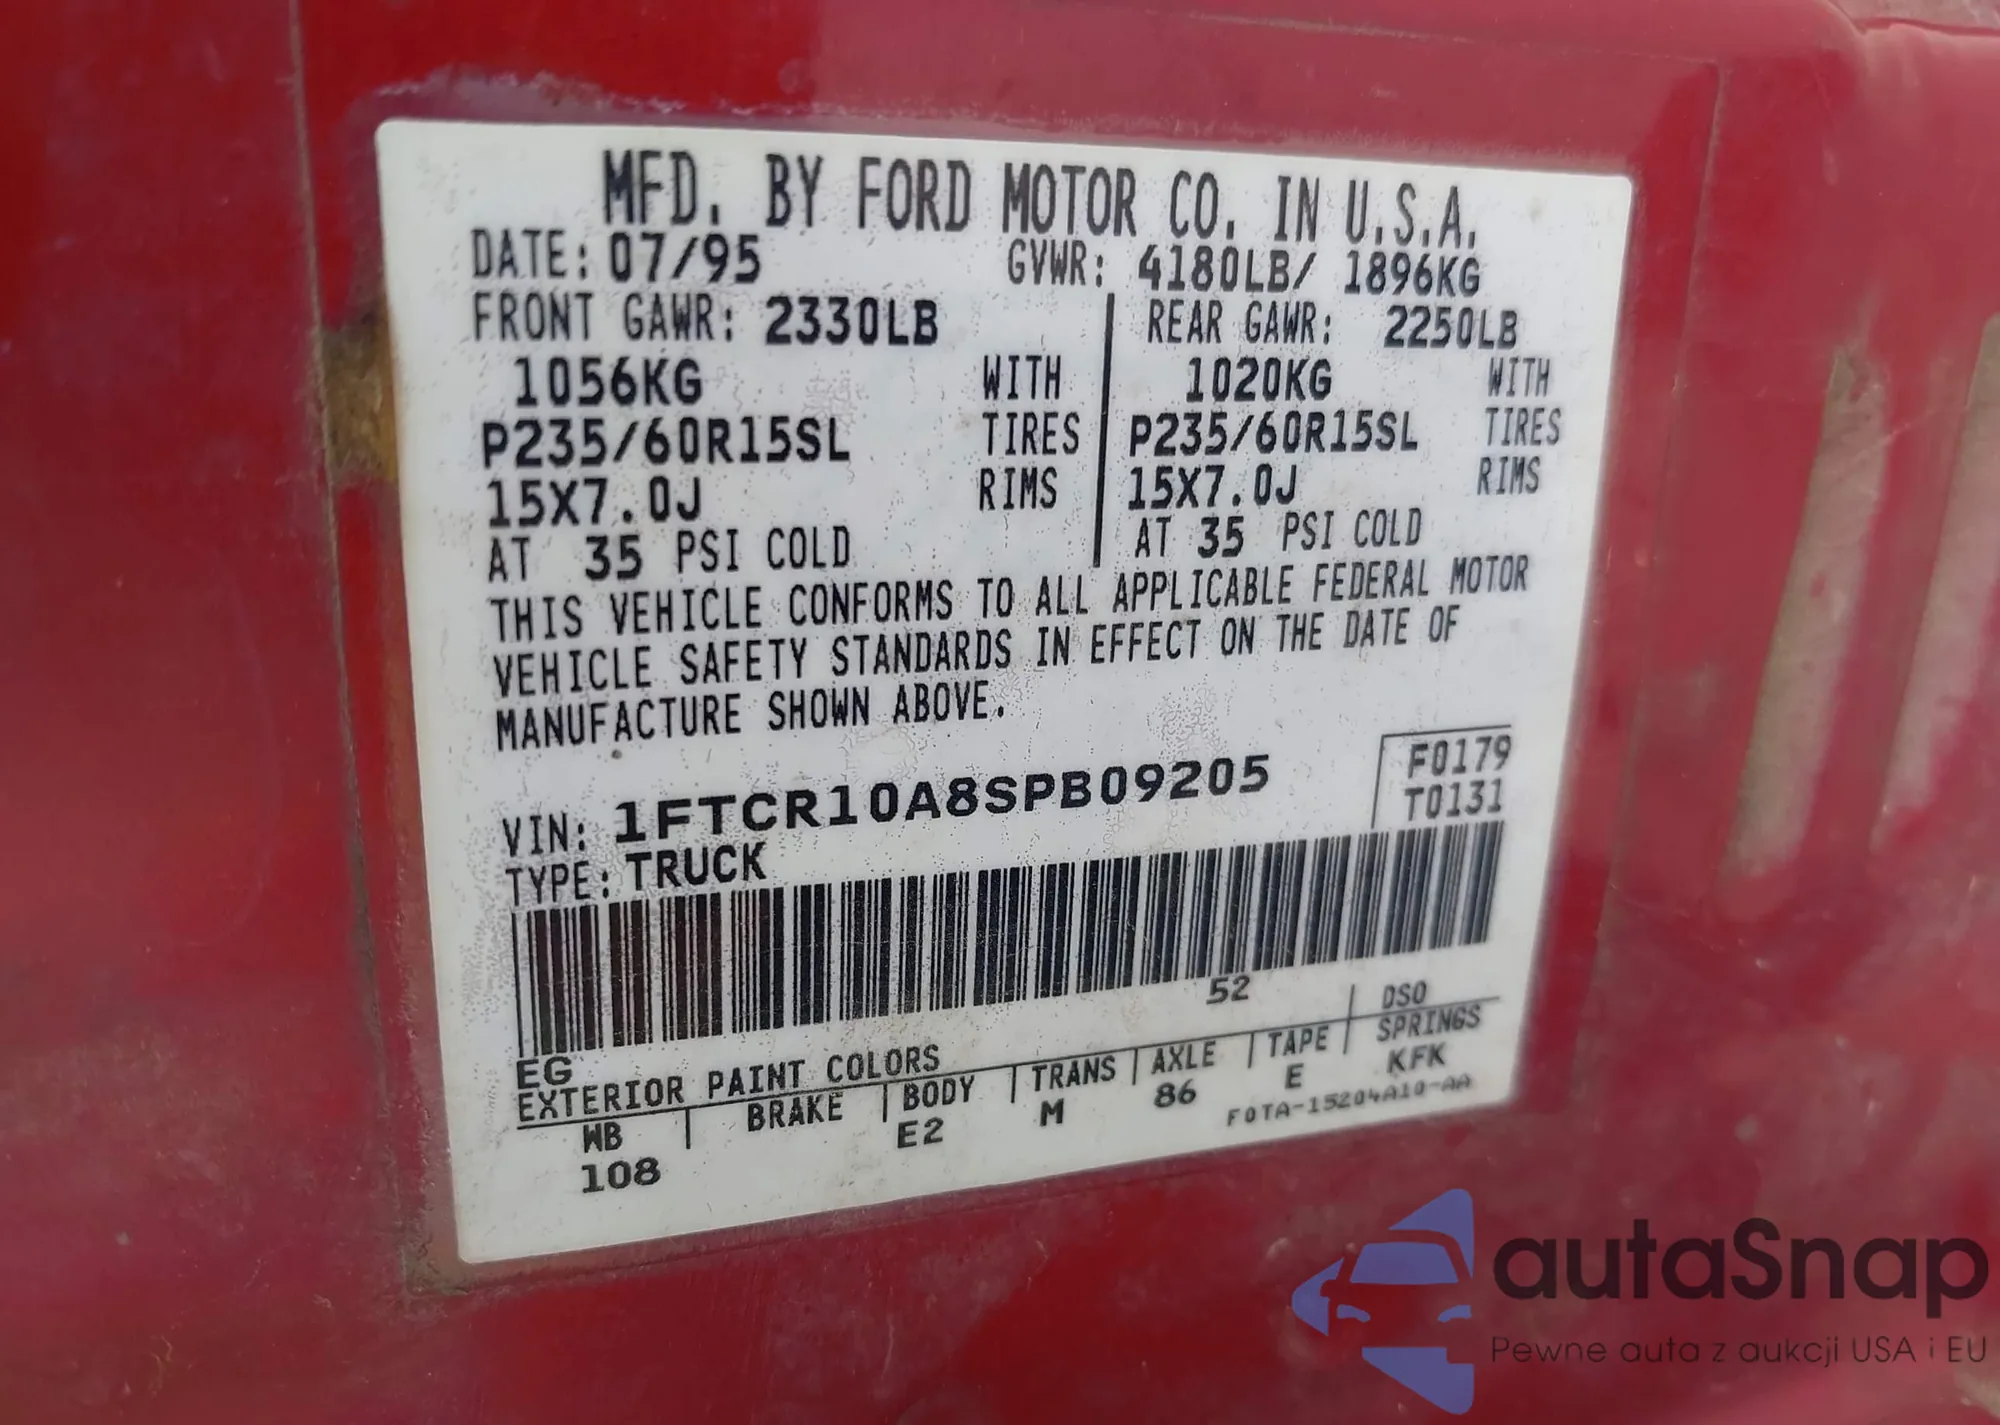 MFD. BY FORD MOTOR CO. IN U.S.A.
DATE: 07/95 GVWR: 4180LB/ 1896KG
FRONT GAWR: 2330LB REAR GAWR: 2250LB
1056KG WITH 1020KG WITH
P235/60R15SL TIRES P235/60R15SL TIRES
15X7.0J RIMS 15X7.0J RIMS
AT 35 PSI COLD AT 35 PSI COLD
THIS VEHICLE CONFORMS TO ALL APPLICABLE FEDERAL MOTOR
VEHICLE SAFETY STANDARDS IN EFFECT ON THE DATE OF
MANUFACTURE SHOWN ABOVE.
F0179
VIN: 1FTCR10A8SPB09205 T0131
TYPE: TRUCK
52
EG DSO
EXTERIOR PAINT COLORS
WB BRAKE BODY TRANS AXLE TAPE SPRINGS
108 E2 M 86 E KFK
F0TA-15204A10-AA
autaSnap
Pewne auta z aukcji USA i EU